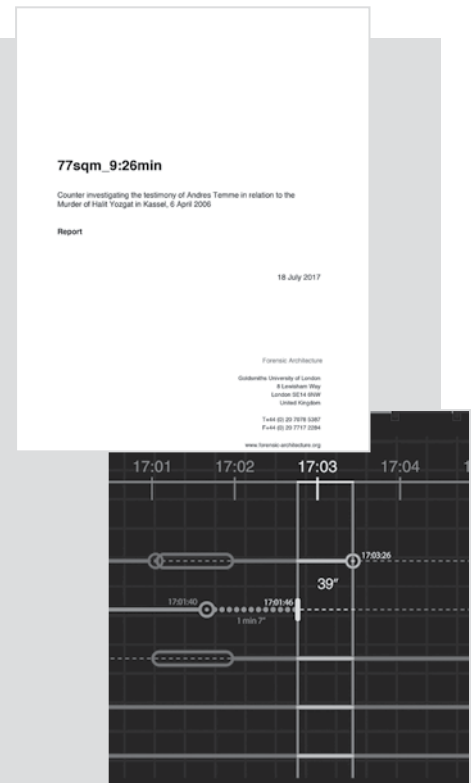 77sqm_9:26min
Counter investigating the testimony of Andres Temme in relation to the
Murder of Halit Yozgat in Kassel, 6 April 2006
Report
18 July 2017
Forensic Architecture
Goldsmiths University of London
8 Lewisham Way
London SE14 6NW
United Kingdom
T+44 (0) 20 7678 5387
F+44 (0) 20 7717 2284
www.forensic-architecture.org
17:01 17:02 17:03 17:04 1
17:03:26
39"
17:01:40 17:01:46
1 min 7"